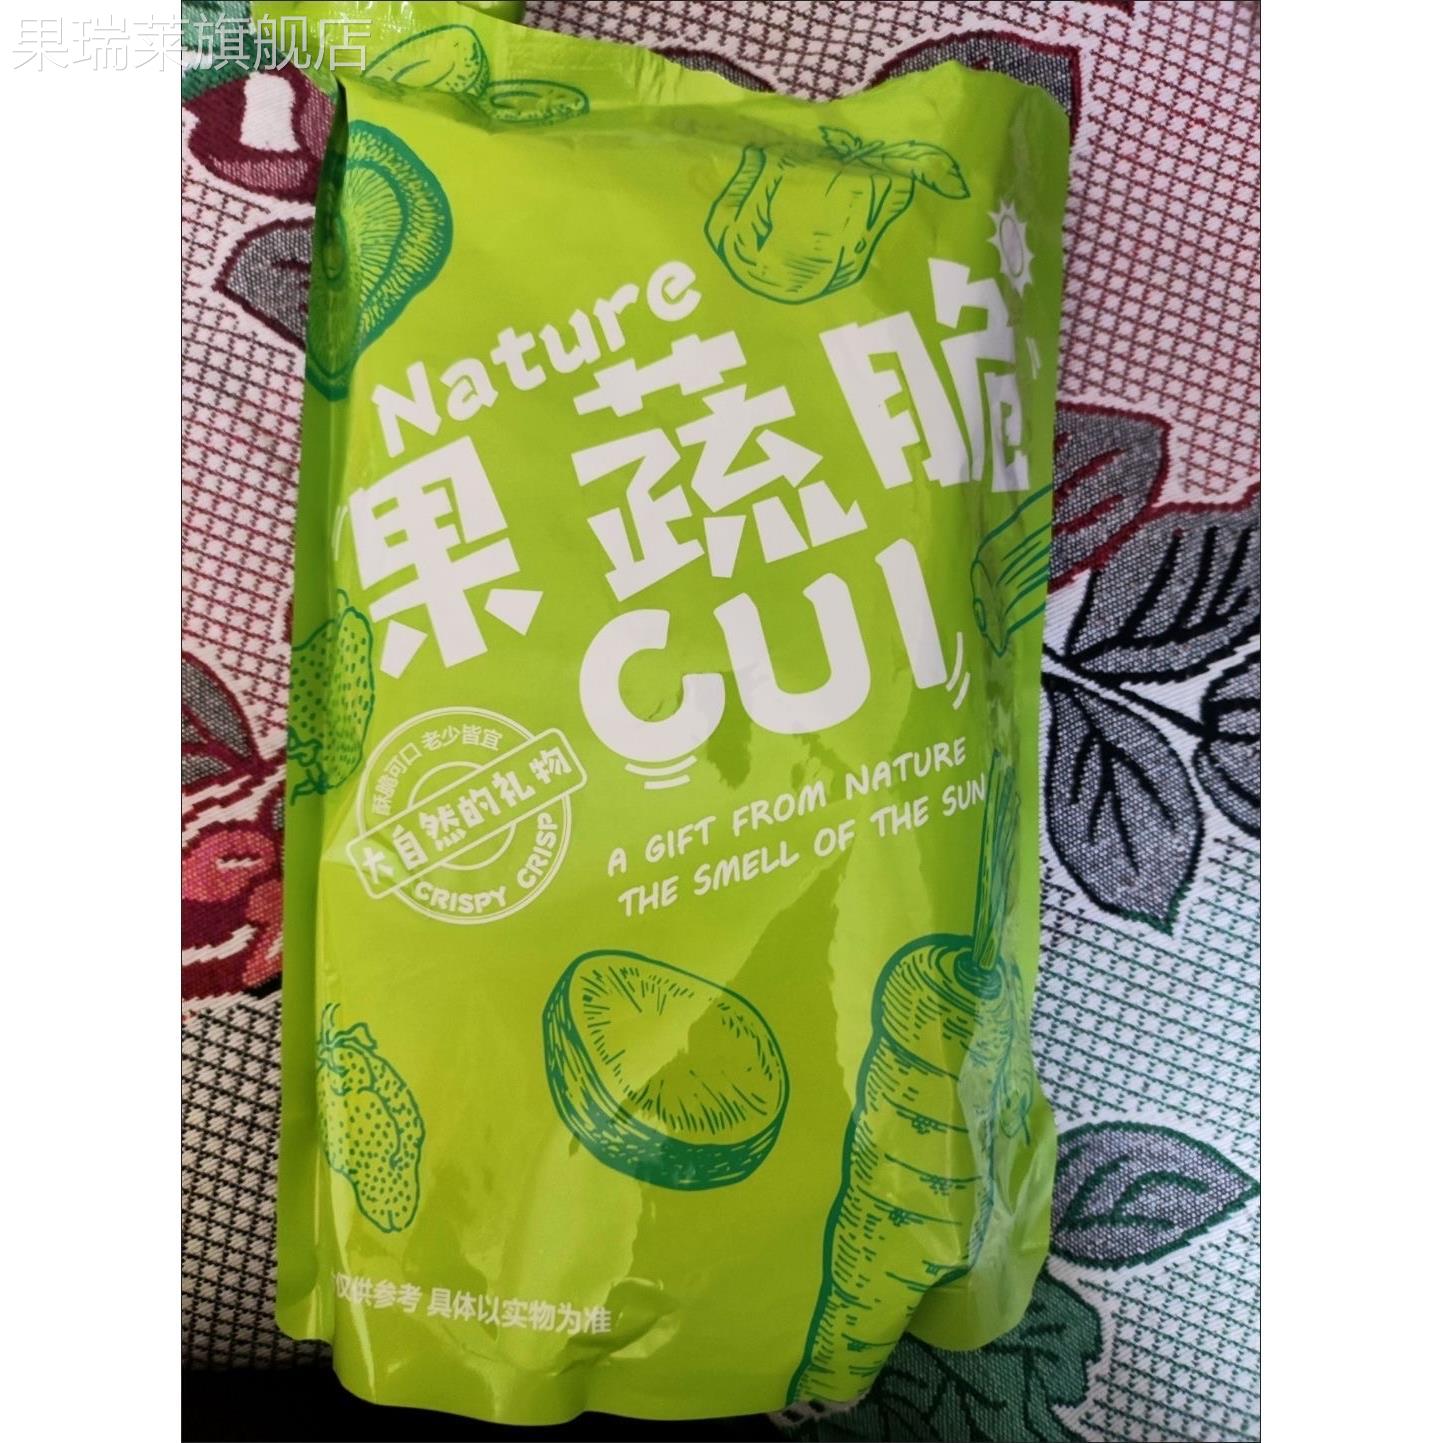 果瑞莱旗舰店
Nature
果蔬脆
CUI
酥脆可口 老少皆宜
大自然的礼物
CRISPY CRISP
A GIFT FROM NATURE
THE SMELL OF THE SUN
仅供参考 具体以实物为准